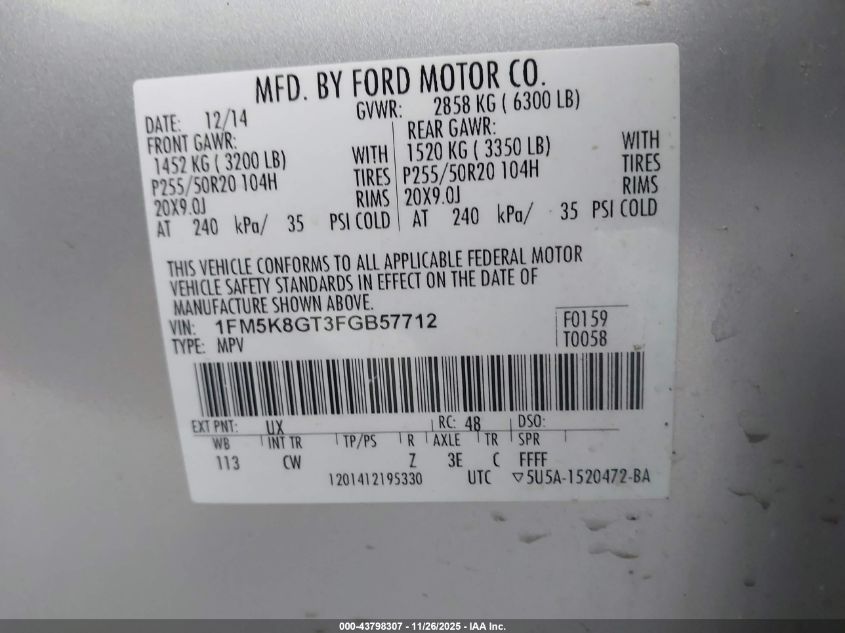 MFD. BY FORD MOTOR CO.
DATE: 12/14 GVWR: 2858 KG ( 6300 LB)
FRONT GAWR: REAR GAWR:
1452 KG ( 3200 LB) WITH 1520 KG ( 3350 LB) WITH
P255/50R20 104H TIRES P255/50R20 104H TIRES
20X9.0J RIMS 20X9.0J RIMS
AT 240 kPa/ 35 PSI COLD AT 240 kPa/ 35 PSI COLD
THIS VEHICLE CONFORMS TO ALL APPLICABLE FEDERAL MOTOR
VEHICLE SAFETY STANDARDS IN EFFECT ON THE DATE OF
MANUFACTURE SHOWN ABOVE.
VIN: 1FM5K8GT3FGB57712 F0159
TYPE: MPV T0058
EXT PNT: UX RC: 48 DSO:
WB INT TR TP/PS R AXLE TR SPR
113 CW Z 3E C FFFF
1201412195330 UTC ▽5U5A-1520472-BA
000-43798307 - 11/26/2025 - IAA Inc.